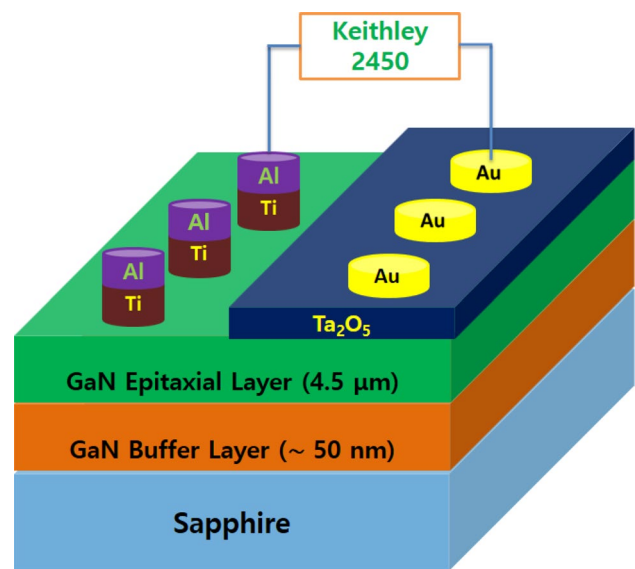 Keithley
2450
Al
Ti
Al
Ti
Al
Ti
Au
Au
Au
Ta₂O₅
GaN Epitaxial Layer (4.5 μm)
GaN Buffer Layer (~ 50 nm)
Sapphire